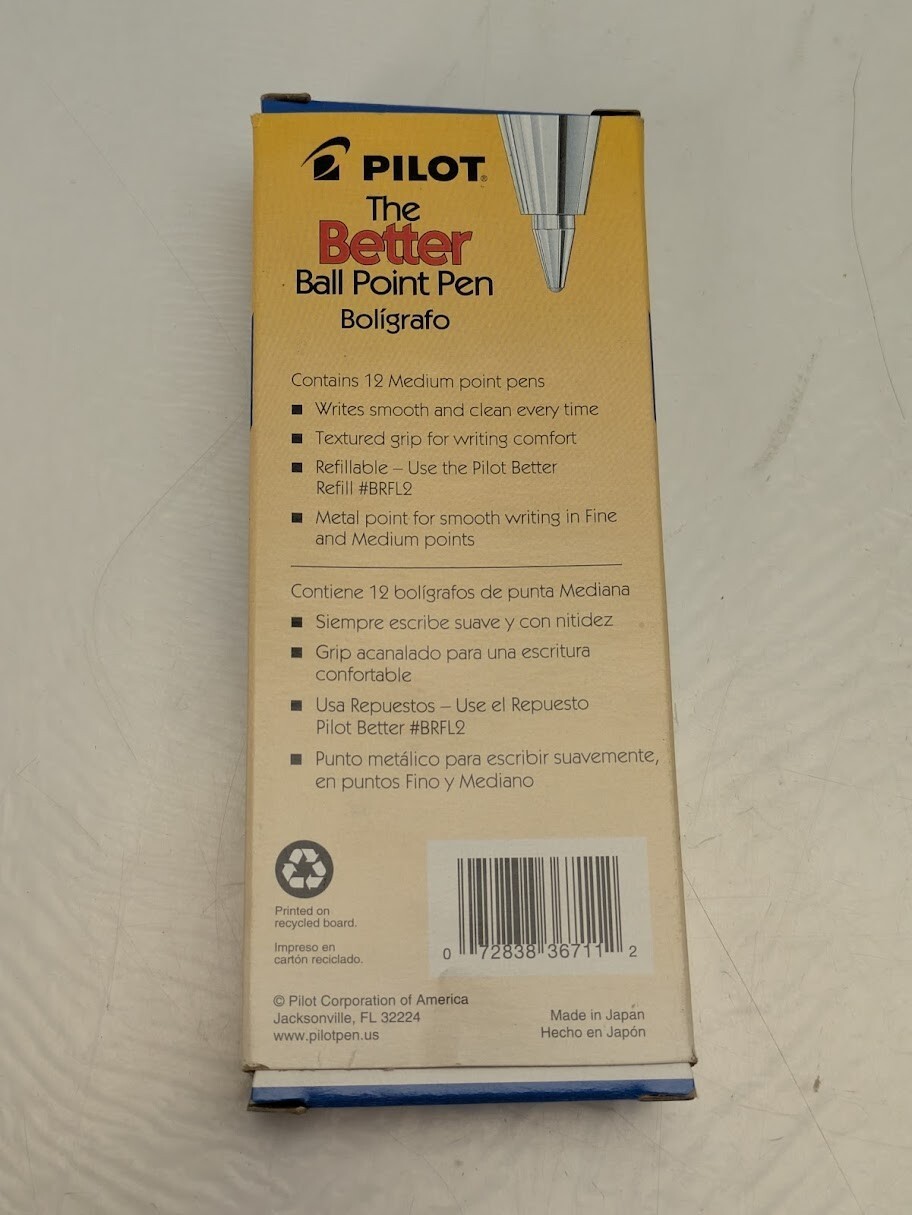 PILOT®
The
Better
Ball Point Pen
Bolígrafo
Contains 12 Medium point pens
■ Writes smooth and clean every time
■ Textured grip for writing comfort
■ Refillable – Use the Pilot Better
Refill #BRFL2
■ Metal point for smooth writing in Fine
and Medium points
Contiene 12 bolígrafos de punta Mediana
■ Siempre escribe suave y con nitidez
■ Grip acanalado para una escritura
confortable
■ Usa Repuestos – Use el Repuesto
Pilot Better #BRFL2
■ Punto metálico para escribir suavemente,
en puntos Fino y Mediano
Printed on
recycled board.
Impreso en
cartón reciclado.
0 72838 36711 2
© Pilot Corporation of America
Jacksonville, FL 32224
www.pilotpen.us
Made in Japan
Hecho en Japón